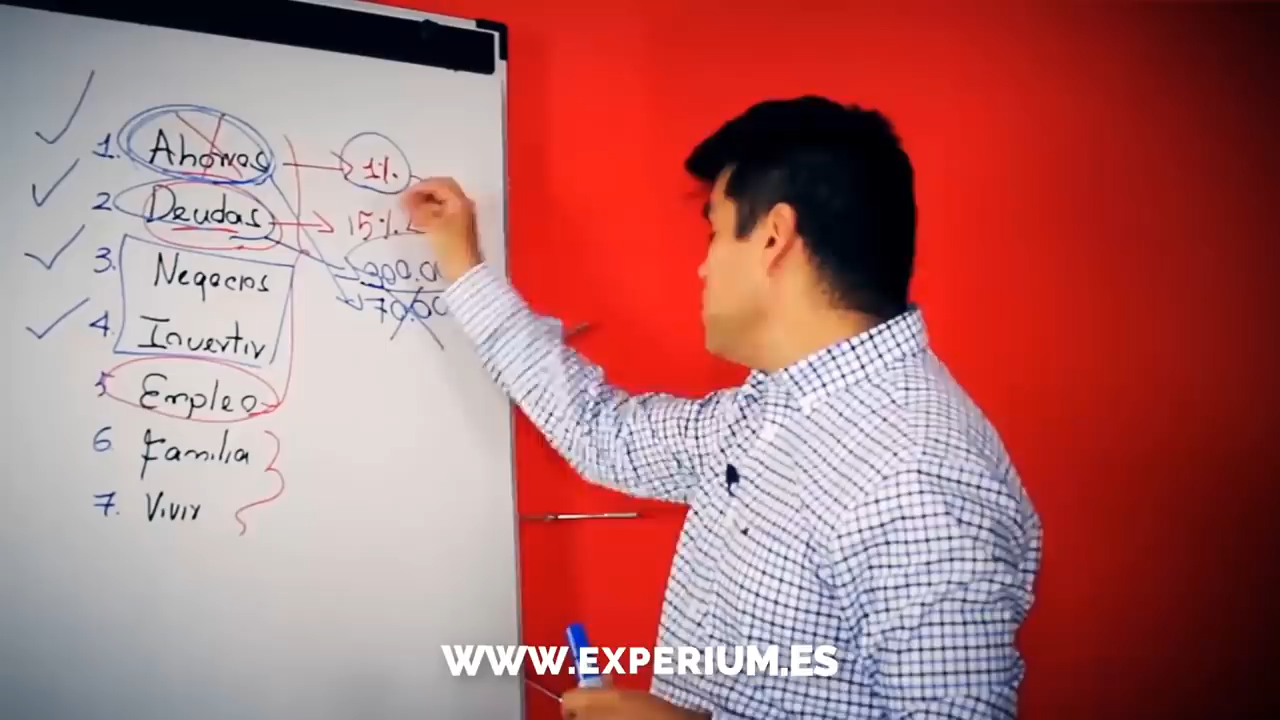 1. Ahorros 1%.
2 Deudas 15%.
3. Negocios
4. Invertir
5 Empleo
6 Familia
7. Vivir
WWW.EXPERIUM.ES